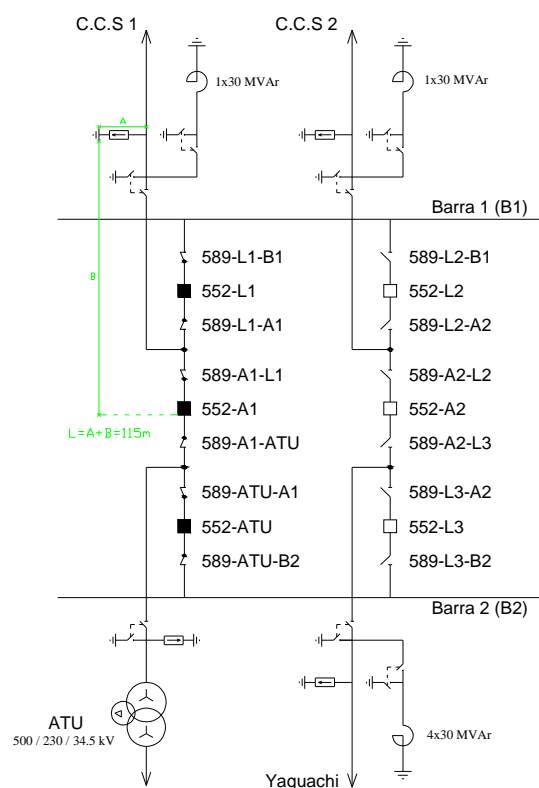 C.C.S 1
C.C.S 2
1x30 MVAr
1x30 MVAr
A
Barra 1 (B1)
589-L1-B1
589-L2-B1
B
552-L1
552-L2
589-L1-A1
589-L2-A2
589-A1-L1
589-A2-L2
552-A1
552-A2
L=A+B=115m
589-A1-ATU
589-A2-L3
589-ATU-A1
589-L3-A2
552-ATU
552-L3
589-ATU-B2
589-L3-B2
Barra 2 (B2)
ATU
500 / 230 / 34.5 kV
4x30 MVAr
Yaguachi